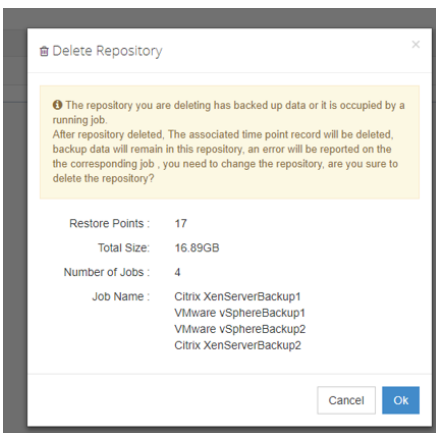 Delete Repository
×
The repository you are deleting has backed up data or it is occupied by a
running job.
After repository deleted, The associated time point record will be deleted,
backup data will remain in this repository, an error will be reported on the
the corresponding job , you need to change the repository, are you sure to
delete the repository?
Restore Points : 17
Total Size: 16.89GB
Number of Jobs : 4
Job Name : Citrix XenServerBackup1
VMware vSphereBackup1
VMware vSphereBackup2
Citrix XenServerBackup2
Cancel Ok